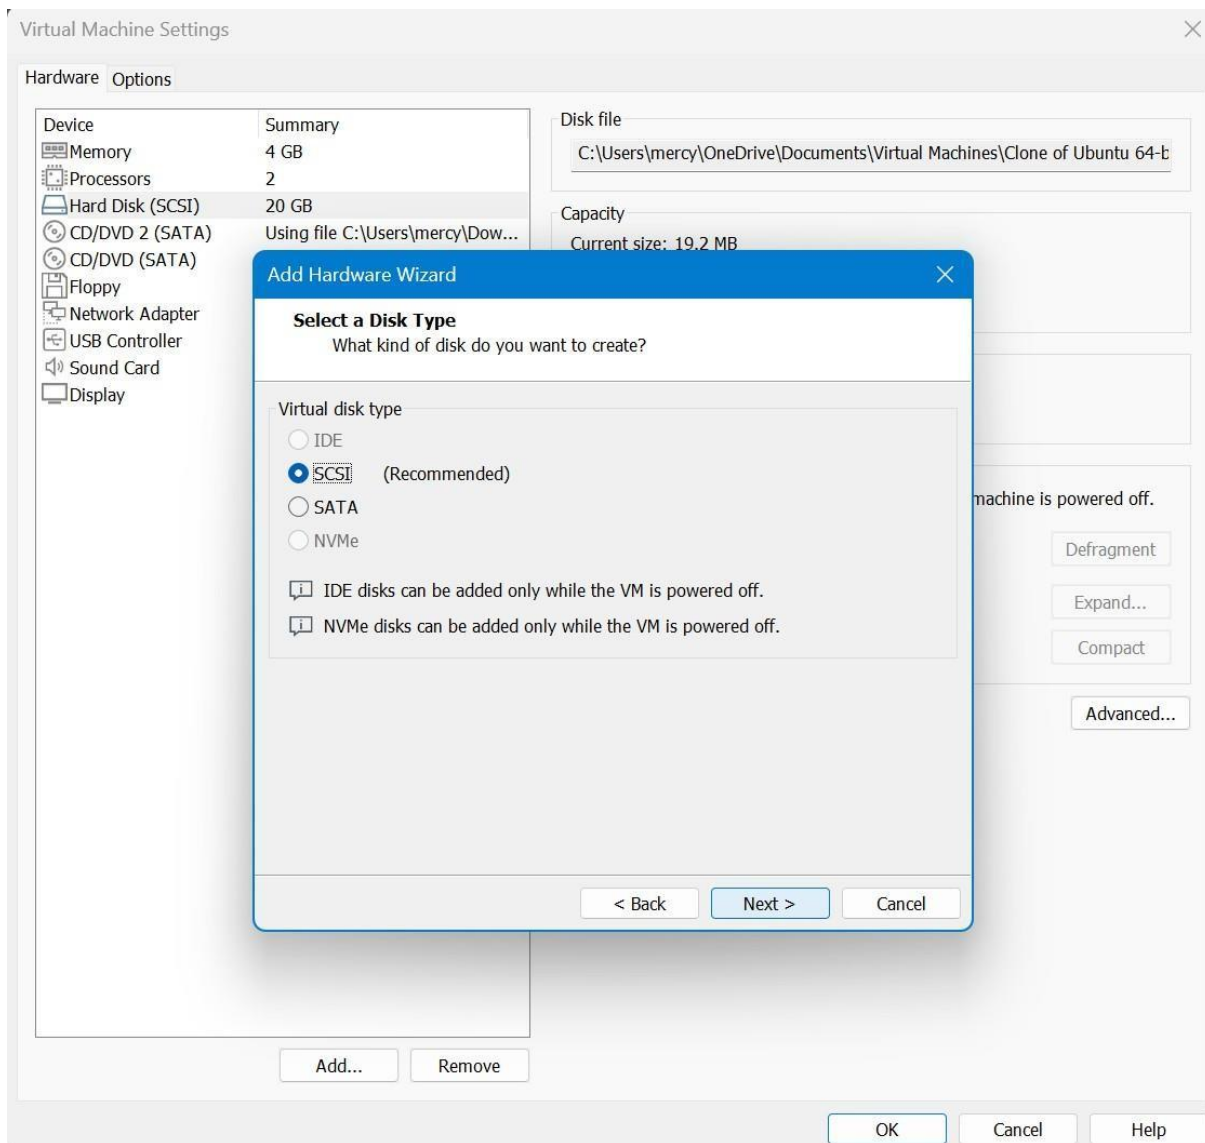 Virtual Machine Settings
Hardware Options
Device Summary
Memory 4 GB
Processors 2
Hard Disk (SCSI) 20 GB
CD/DVD 2 (SATA) Using file C:\Users\mercy\Dow...
CD/DVD (SATA)
Floppy
Network Adapter
USB Controller
Sound Card
Display
Disk file
C:\Users\mercy\OneDrive\Documents\Virtual Machines\Clone of Ubuntu 64-b
Capacity
Current size: 19.2 MB
Add Hardware Wizard
Select a Disk Type
What kind of disk do you want to create?
Virtual disk type
IDE
SCSI (Recommended)
SATA
NVMe
IDE disks can be added only while the VM is powered off.
NVMe disks can be added only while the VM is powered off.
< Back Next > Cancel
machine is powered off.
Defragment
Expand...
Compact
Advanced...
Add... Remove
OK Cancel Help